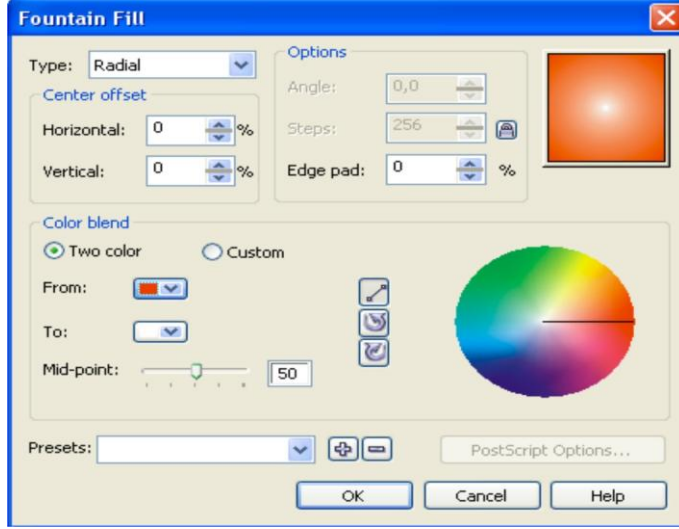 Fountain Fill
Type: Radial
Options
Angle: 0,0
Steps: 256
Edge pad: 0 %
Center offset
Horizontal: 0 %
Vertical: 0 %
Color blend
Two color Custom
From:
To:
Mid-point: 50
Presets:
PostScript Options...
OK Cancel Help